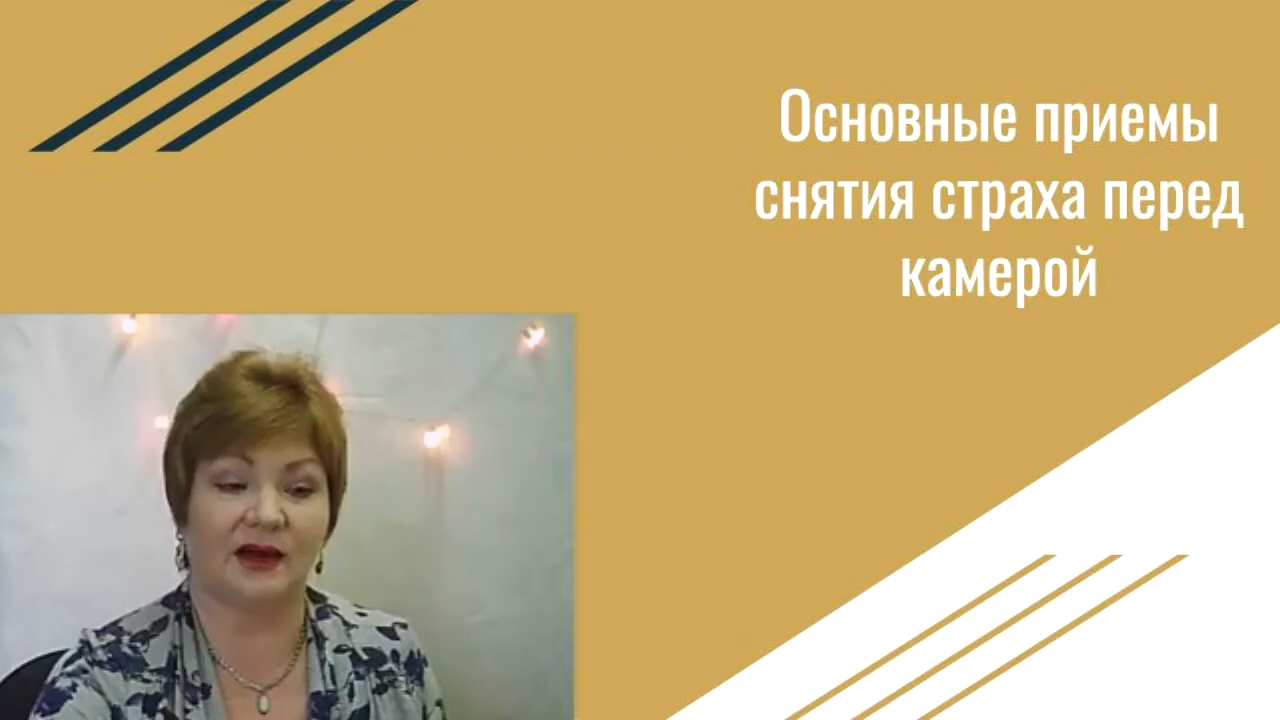 Основные приемы
снятия страха перед
камерой